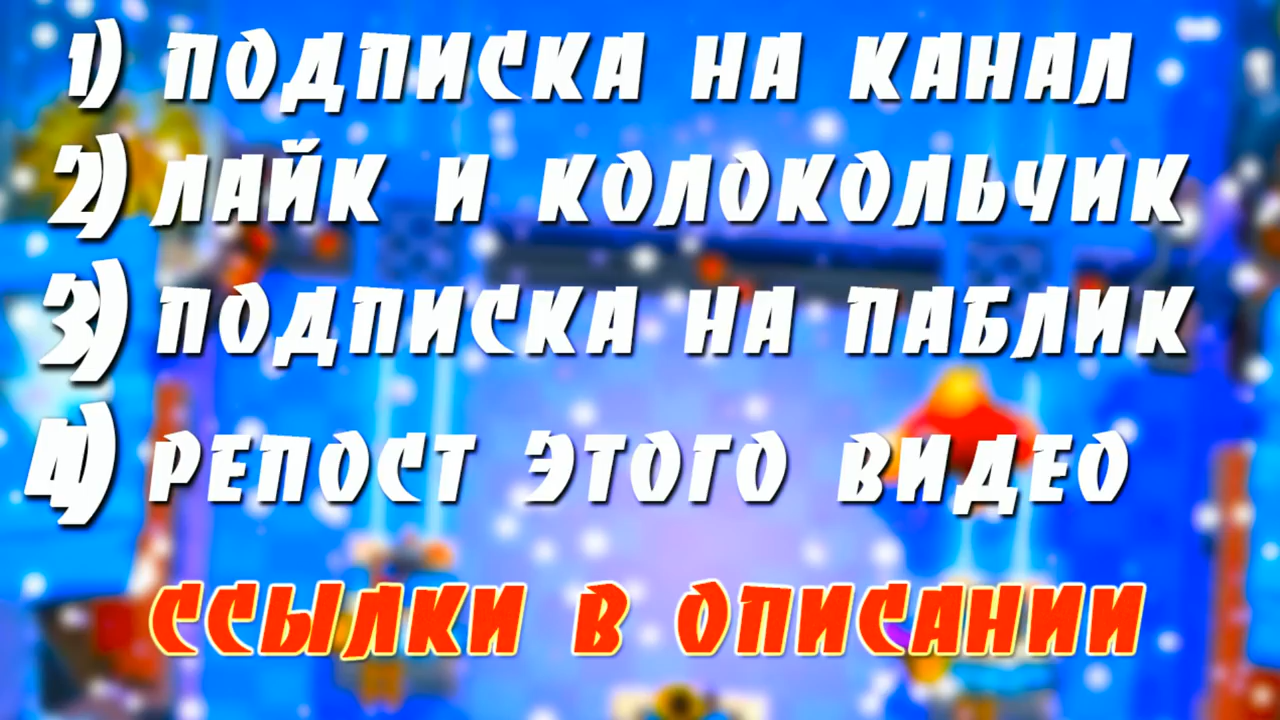 1) ПОДПИСКА НА КАНАЛ
2) ЛАЙК И КОЛОКОЛЬЧИК
3) ПОДПИСКА НА ПАБЛИК
4) РЕПОСТ ЭТОГО ВИДЕО
ССЫЛКИ В ОПИСАНИИ